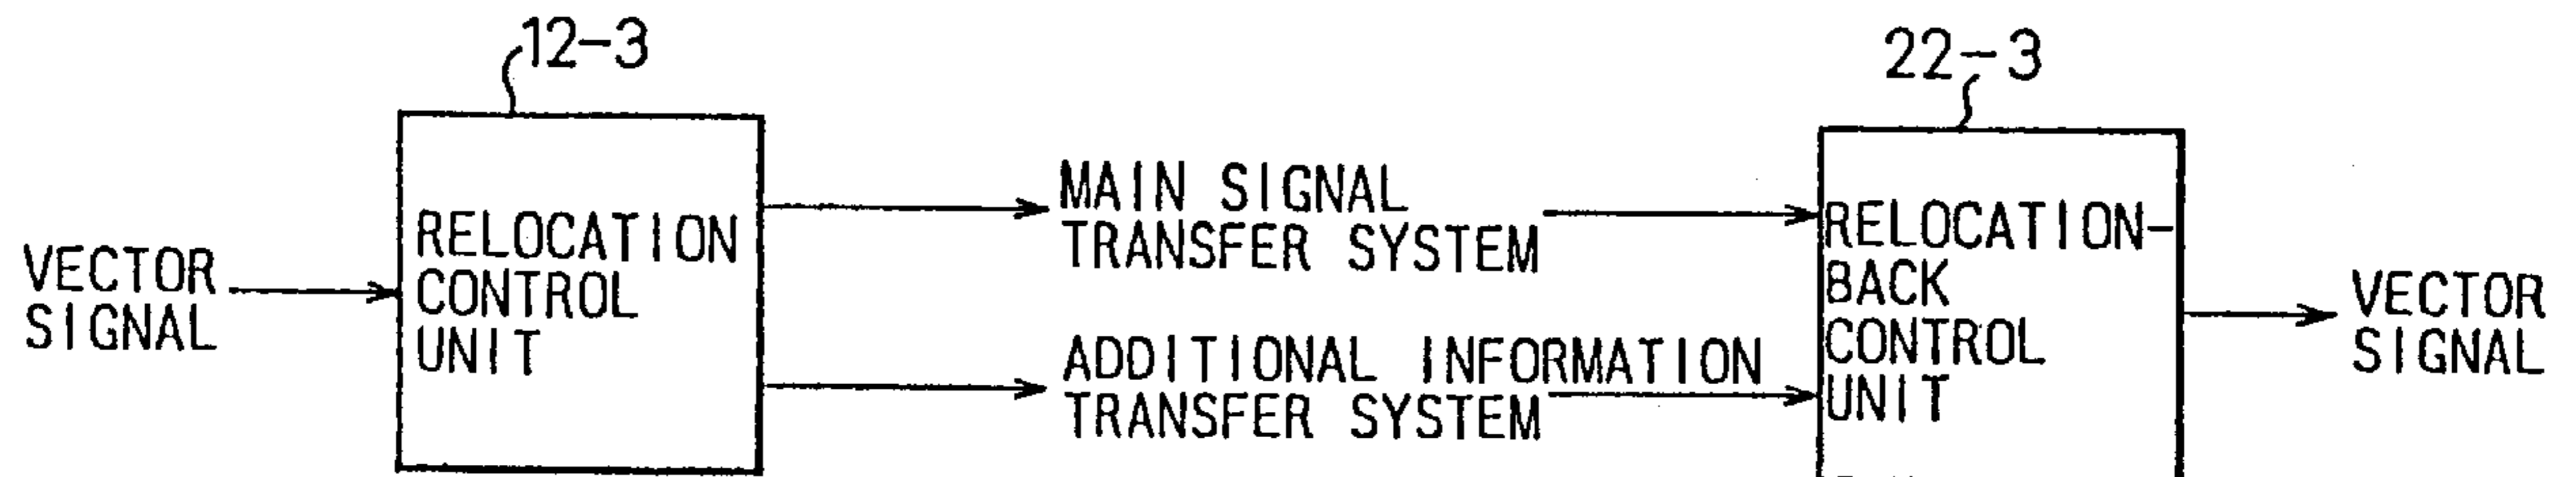 12-3
22-3
VECTOR
SIGNAL
RELOCATION
CONTROL
UNIT
MAIN SIGNAL
TRANSFER SYSTEM
ADDITIONAL INFORMATION
TRANSFER SYSTEM
RELOCATION-
BACK
CONTROL
UNIT
VECTOR
SIGNAL